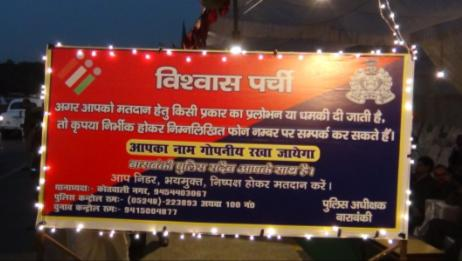 विश्वास पर्ची
अगर आपको मतदान हेतु किसी प्रकार का प्रलोभन या धमकी दी जाती है,
तो कृपया निर्भीक होकर निम्नलिखित फोन नम्बर पर सम्पर्क कर सकते हैं।
आपका नाम गोपनीय रखा जायेगा
बाराबंकी पुलिस सदैव आपके साथ है।
आप निडर, भयमुक्त, निष्पक्ष होकर मतदान करें।
थानाध्यक्षः- कोतवाली नगर, 9454403067
पुलिस कन्ट्रोल रूमः- (05248)-223893 अथवा 100 नं0
चुनाव कन्ट्रोल रूमः- 9415004877
पुलिस अधीक्षक
बाराबंकी